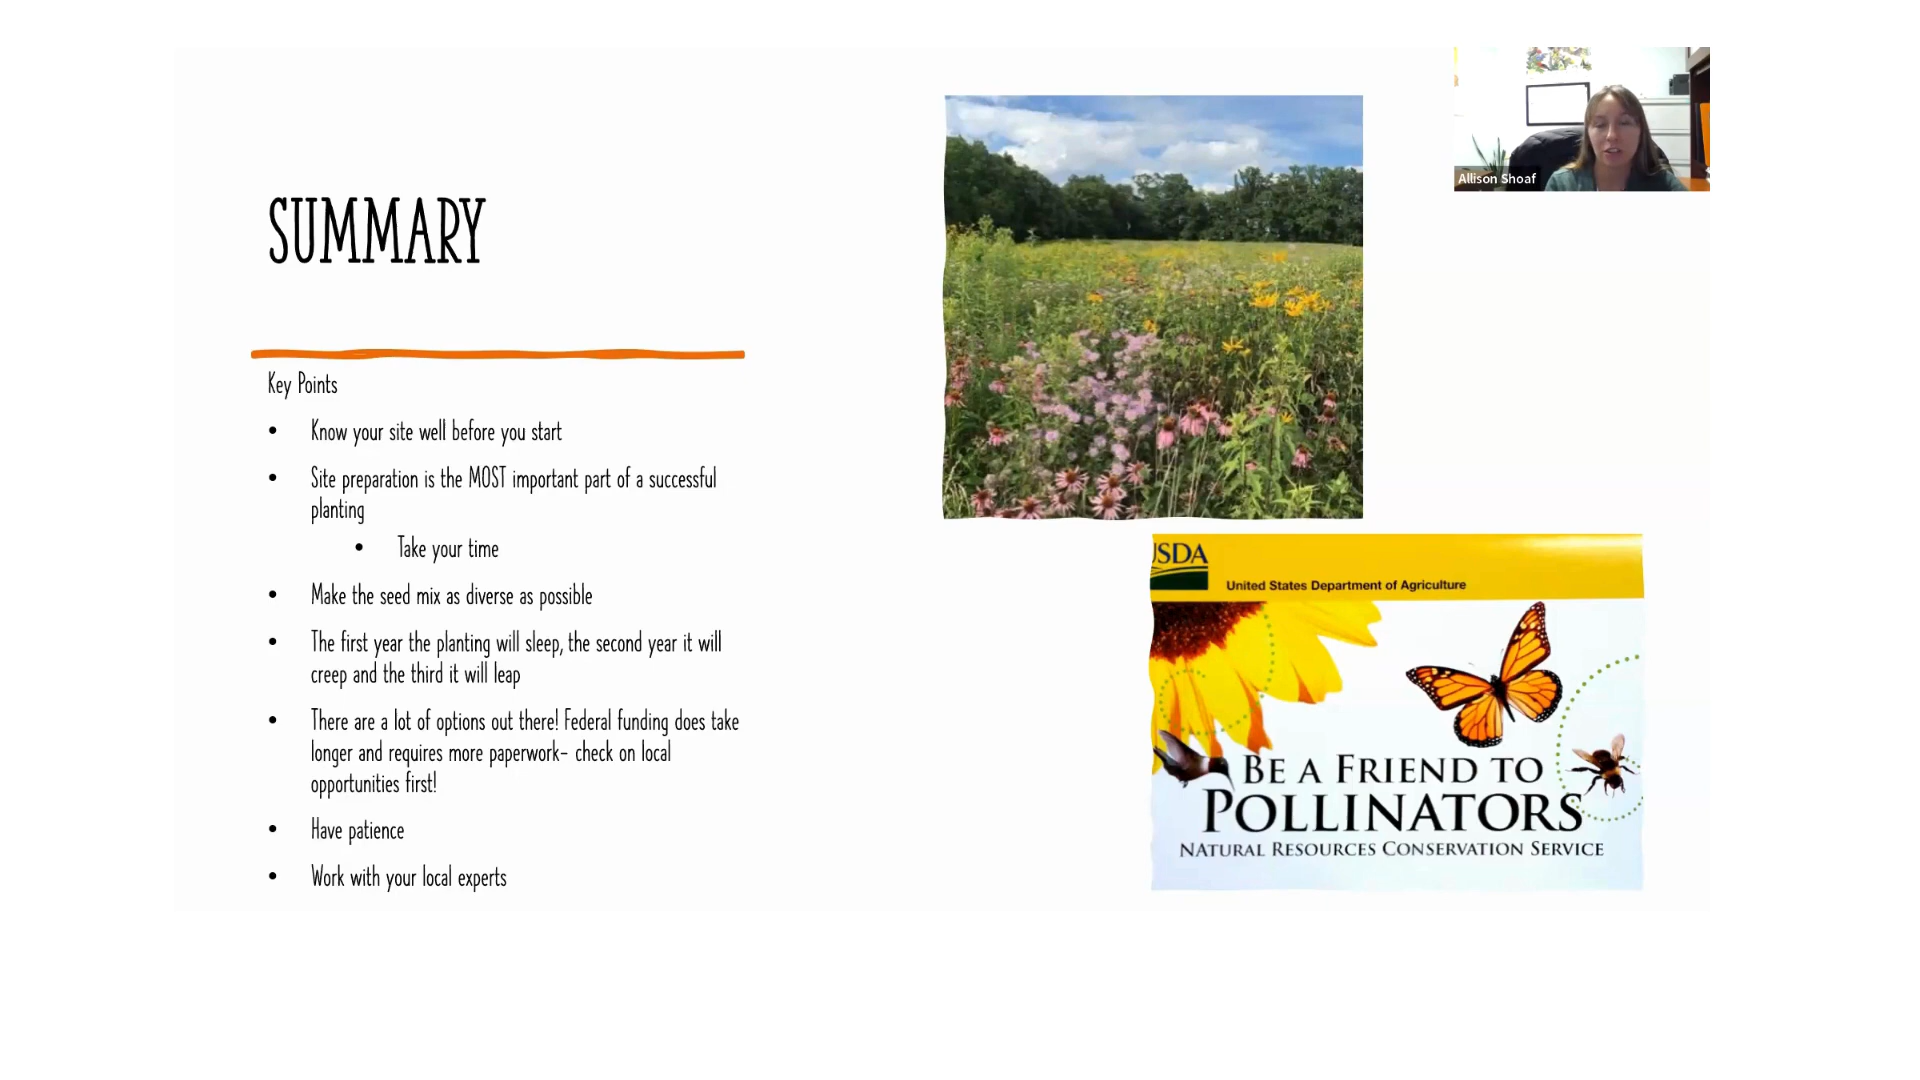 Allison Shoaf
SUMMARY
Key Points
• Know your site well before you start
• Site preparation is the MOST important part of a successful
planting
• Take your time
• Make the seed mix as diverse as possible
• The first year the planting will sleep, the second year it will
creep and the third it will leap
• There are a lot of options out there! Federal funding does take
longer and requires more paperwork- check on local
opportunities first!
• Have patience
• Work with your local experts
USDA
United States Department of Agriculture
BE A FRIEND TO
POLLINATORS
NATURAL RESOURCES CONSERVATION SERVICE